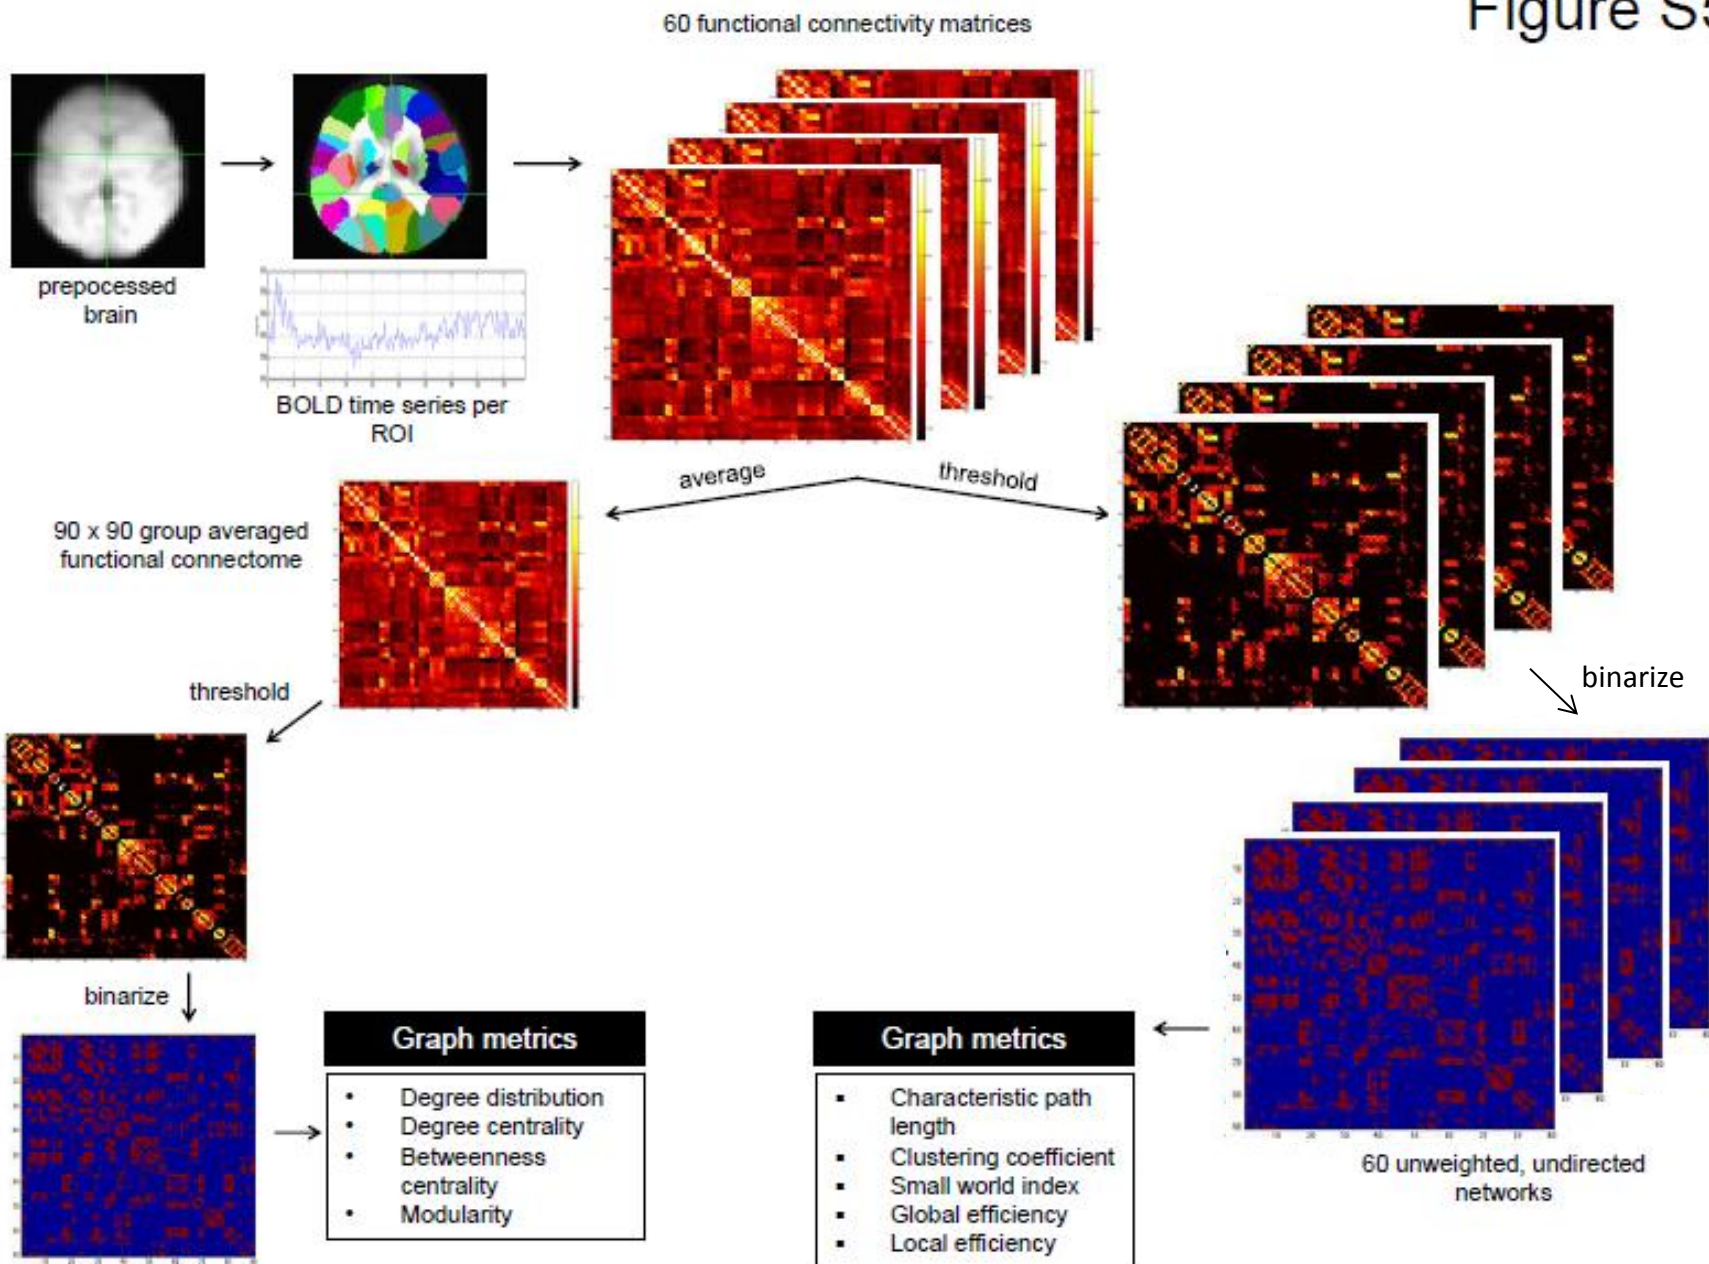 Figure S5
60 functional connectivity matrices
prepocessed
brain
BOLD time series per
ROI
average
threshold
90 x 90 group averaged
functional connectome
threshold
binarize
binarize
Graph metrics
• Degree distribution
• Degree centrality
• Betweenness
centrality
• Modularity
Graph metrics
▪ Characteristic path
length
▪ Clustering coefficient
▪ Small world index
▪ Global efficiency
▪ Local efficiency
60 unweighted, undirected
networks